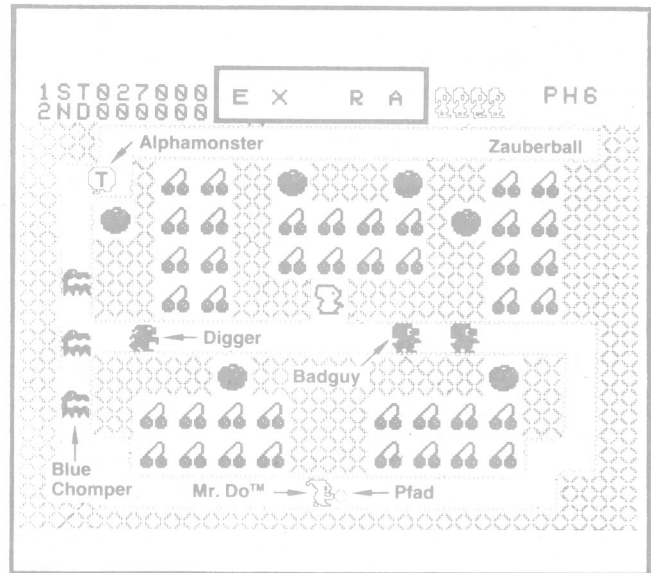 1ST027000 E X R A PH6
2ND000000
Alphamonster Zauberball
T
Digger
Badguy
Blue
Chomper
Mr. Do™ Pfad